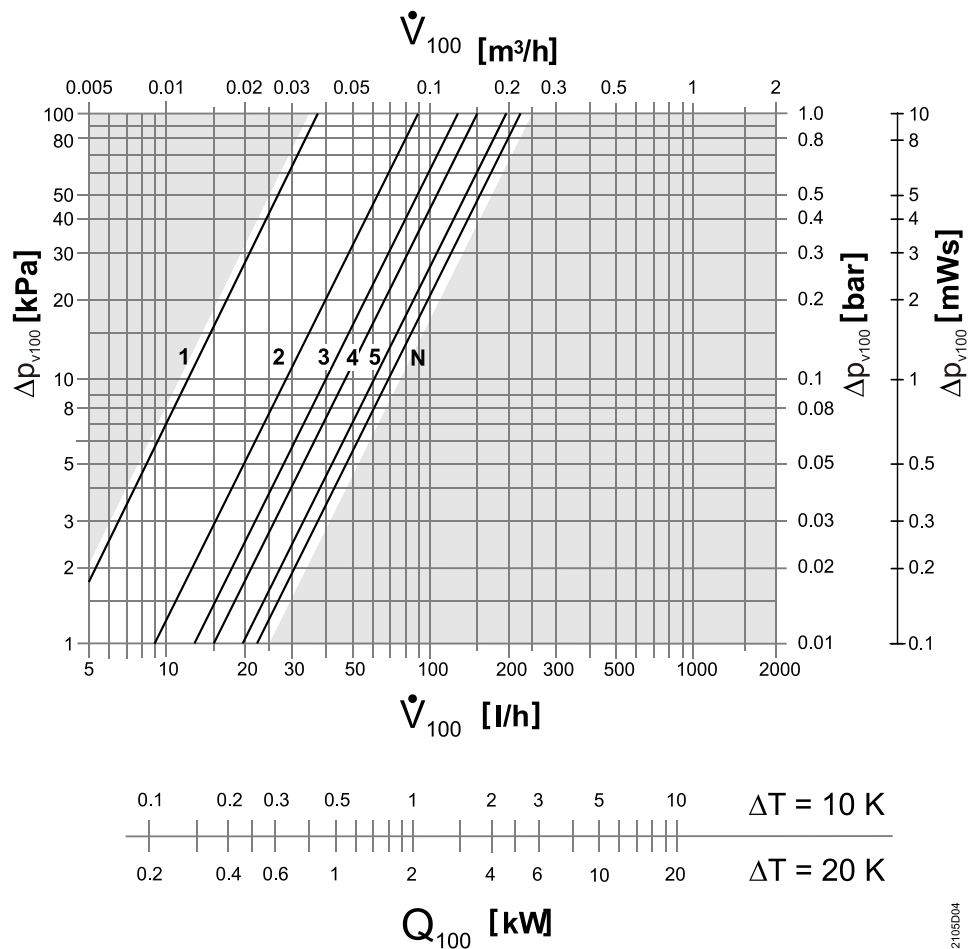 V̇100 [m³/h]
0.005 0.01 0.02 0.03 0.05 0.1 0.2 0.3 0.5 1 2
100 1.0 10
80 0.8 8
50 0.5 5
40 0.4 4
30 0.3 3
20 0.2 2
10 0.1 1
8 0.08
5 0.05 0.5
3 0.03 0.3
2 0.02 0.2
1 0.01 0.1
Δpv100 [kPa]
1 2 3 4 5 N
Δpv100 [bar]
Δpv100 [mWs]
5 10 20 30 50 100 200 300 500 1000 2000
V̇100 [l/h]
0.1 0.2 0.3 0.5 1 2 3 5 10 ΔT = 10 K
0.2 0.4 0.6 1 2 4 6 10 20 ΔT = 20 K
Q100 [kW]
2105D04